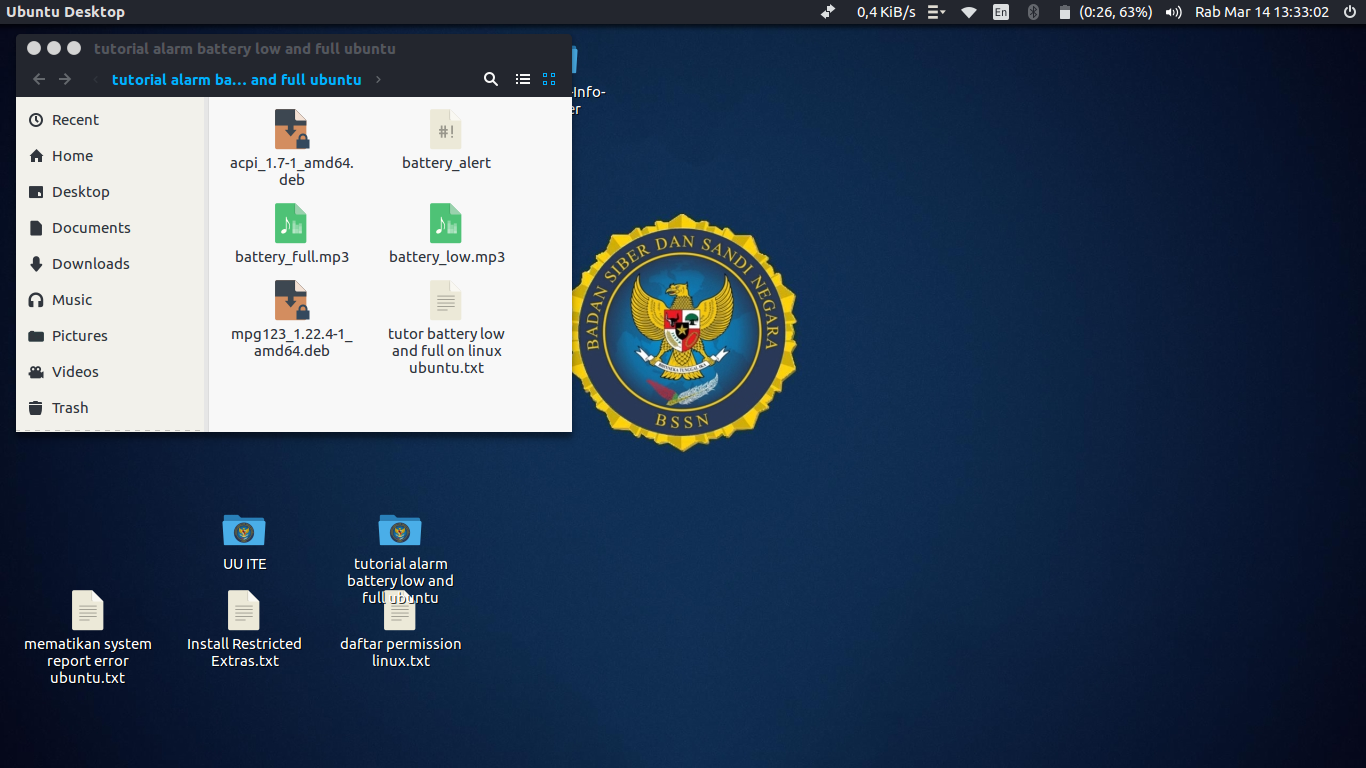 Ubuntu Desktop
0,4 KiB/s
En
(0:26, 63%)
Rab Mar 14 13:33:02
tutorial alarm battery low and full ubuntu
tutorial alarm ba... and full ubuntu
Recent
Home
Desktop
Documents
Downloads
Music
Pictures
Videos
Trash
acpi_1.7-1_amd64.
deb
#!
battery_alert
battery_full.mp3
battery_low.mp3
mpg123_1.22.4-1_
amd64.deb
tutor battery low
and full on linux
ubuntu.txt
-Info-
er
BADAN SIBER DAN SANDI NEGARA
BSSN
UU ITE
tutorial alarm
battery low and
full ubuntu
mematikan system
report error
ubuntu.txt
Install Restricted
Extras.txt
daftar permission
linux.txt